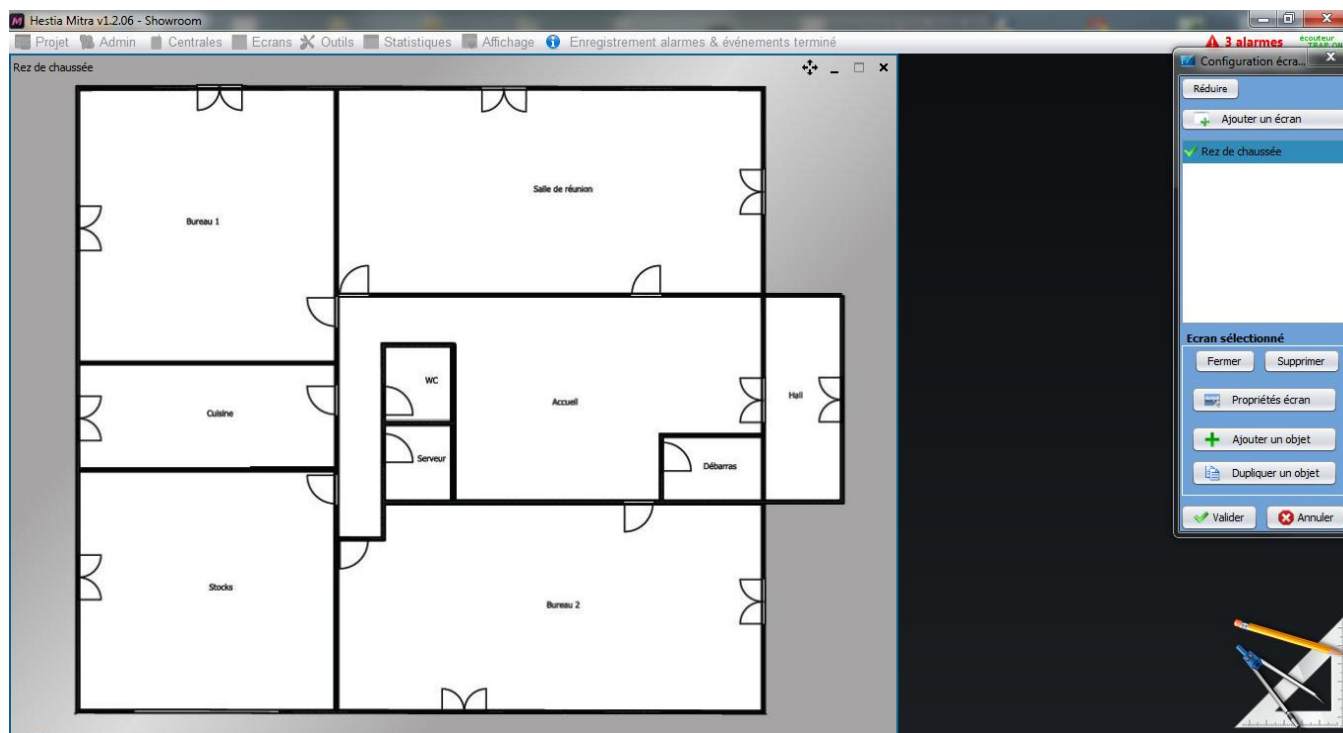 Hestia Mitra v1.2.06 - Showroom
Projet Admin Centrales Ecrans Outils Statistiques Affichage Enregistrement alarmes & événements terminé 3 alarmes écouteur TRAP ON
Rez de chaussée
Configuration écra...
Réduire
Ajouter un écran
Rez de chaussée
Salle de réunion
Bureau 1
WC
Accueil
Hall
Cuisine
Serveur
Débarras
Stocks
Bureau 2
Ecran sélectionné
Fermer Supprimer
Propriétés écran
Ajouter un objet
Dupliquer un objet
Valider Annuler